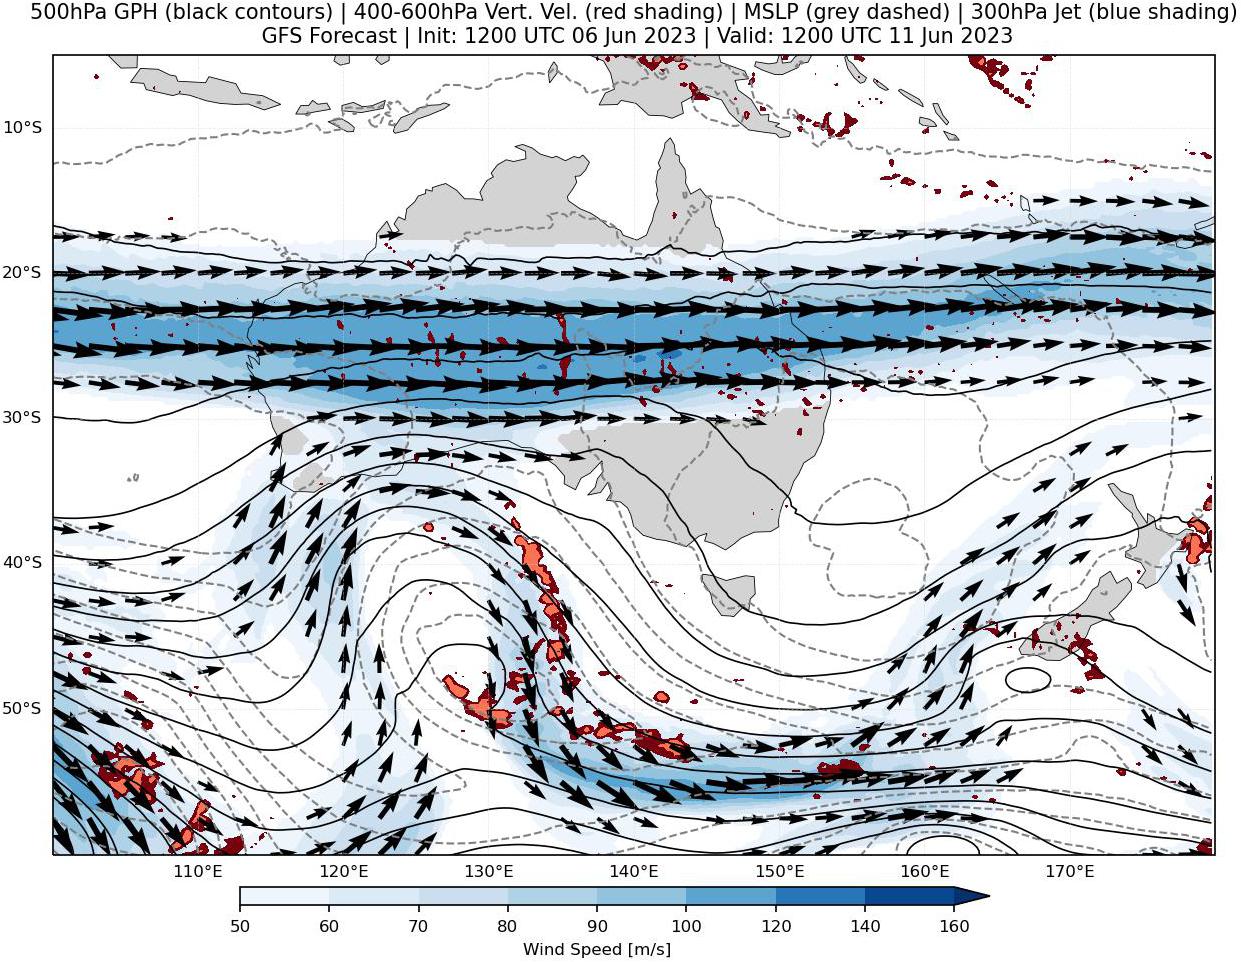 500hPa GPH (black contours) | 400-600hPa Vert. Vel. (red shading) | MSLP (grey dashed) | 300hPa Jet (blue shading)
GFS Forecast | Init: 1200 UTC 06 Jun 2023 | Valid: 1200 UTC 11 Jun 2023
10°S
20°S
30°S
40°S
50°S
110°E 120°E 130°E 140°E 150°E 160°E 170°E
50 60 70 80 90 100 120 140 160
Wind Speed [m/s]